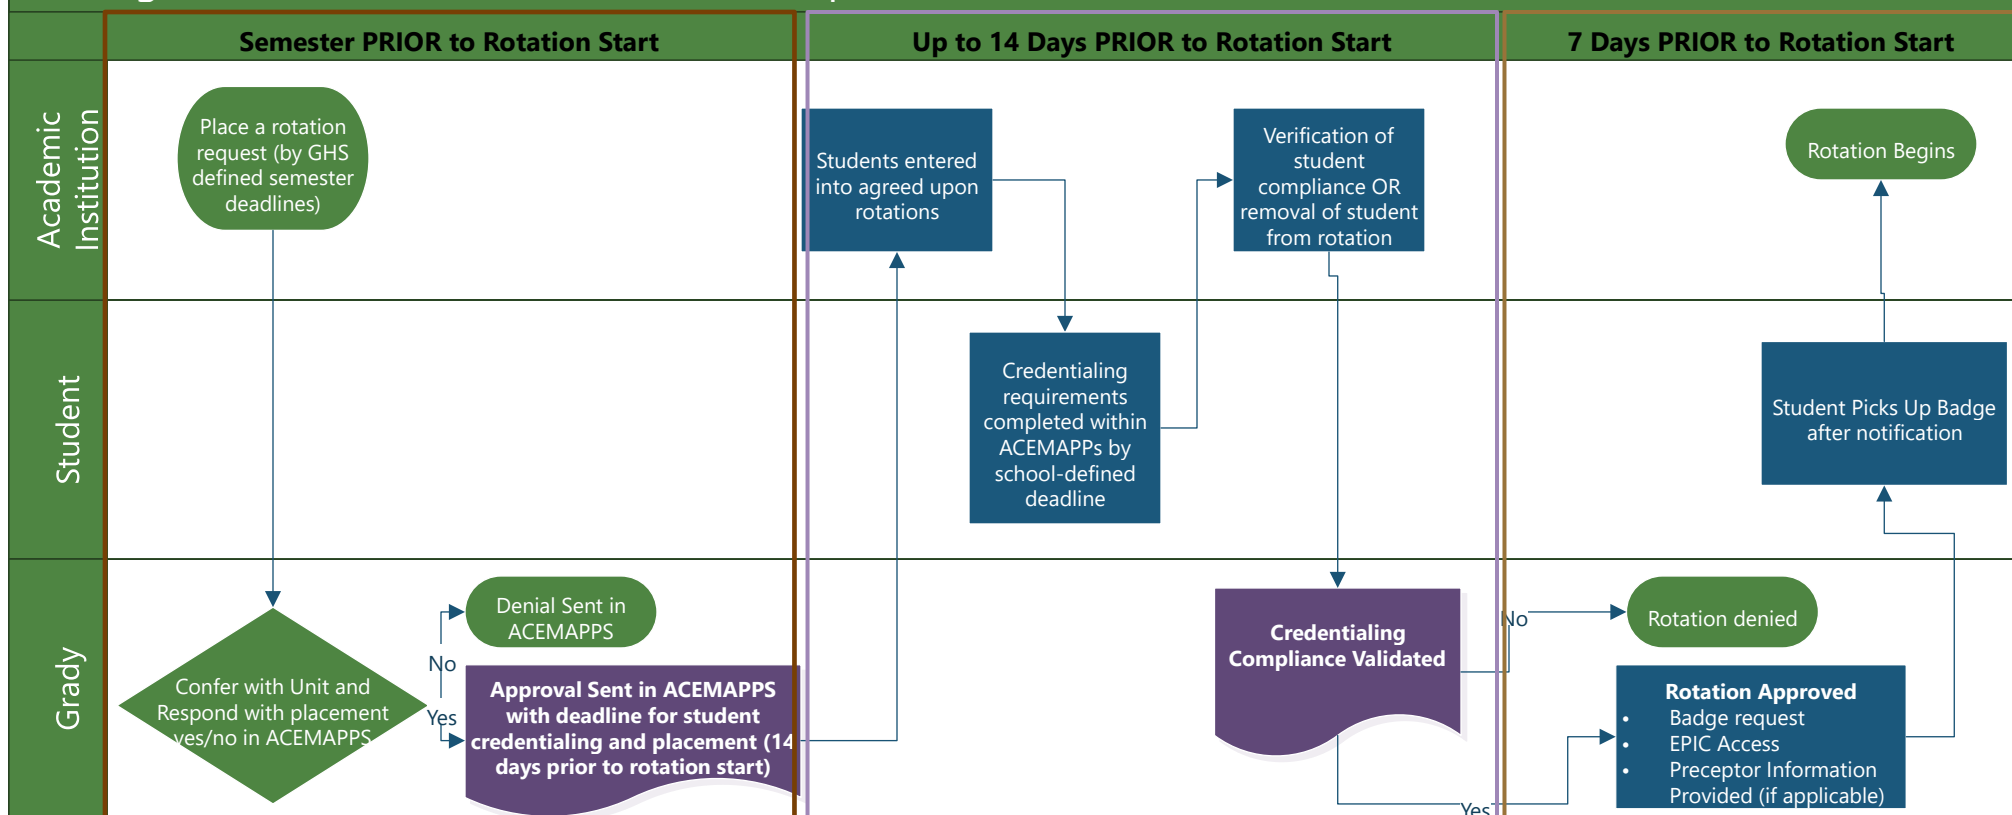 Semester PRIOR to Rotation Start
Up to 14 Days PRIOR to Rotation Start
7 Days PRIOR to Rotation Start
Academic
Institution
Place a rotation
request (by GHS
defined semester
deadlines)
Students entered
into agreed upon
rotations
Verification of
student
compliance OR
removal of student
from rotation
Rotation Begins
Student
Credentialing
requirements
completed within
ACEMAPPs by
school-defined
deadline
Student Picks Up Badge
after notification
Grady
Confer with Unit and
Respond with placement
yes/no in ACEMAPPS
No
Denial Sent in
ACEMAPPS
Yes
Approval Sent in ACEMAPPS
with deadline for student
credentialing and placement (14
days prior to rotation start)
Credentialing
Compliance Validated
No
Rotation denied
Yes
Rotation Approved
• Badge request
• EPIC Access
• Preceptor Information
Provided (if applicable)